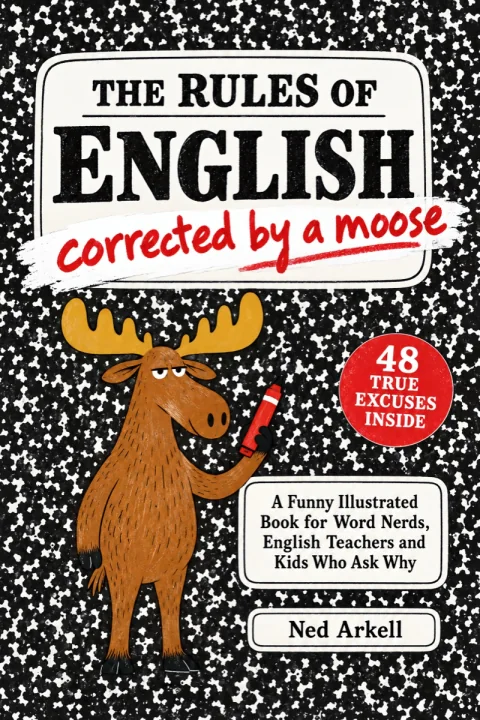 THE RULES OF
ENGLISH
corrected by a moose
48
TRUE
EXCUSES
INSIDE
A Funny Illustrated
Book for Word Nerds,
English Teachers and
Kids Who Ask Why
Ned Arkell